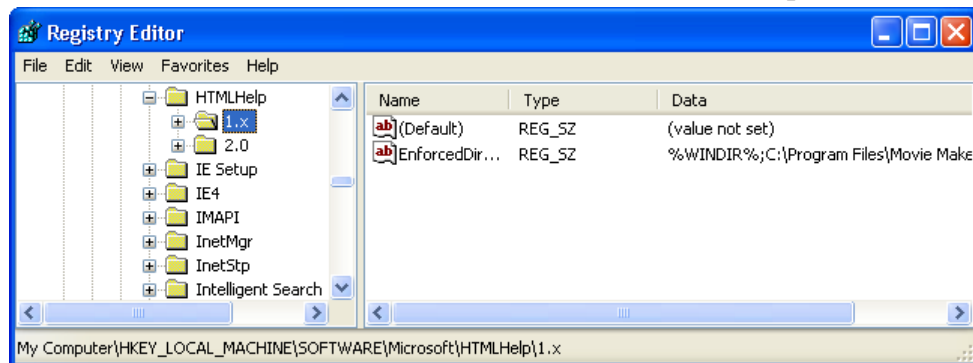 Registry Editor
File Edit View Favorites Help
HTMLHelp
1.x
2.0
IE Setup
IE4
IMAPI
InetMgr
InetStp
Intelligent Search
Name Type Data
ab (Default) REG_SZ (value not set)
ab EnforcedDir... REG_SZ %WINDIR%;C:\Program Files\Movie Make
My Computer\HKEY_LOCAL_MACHINE\SOFTWARE\Microsoft\HTMLHelp\1.x